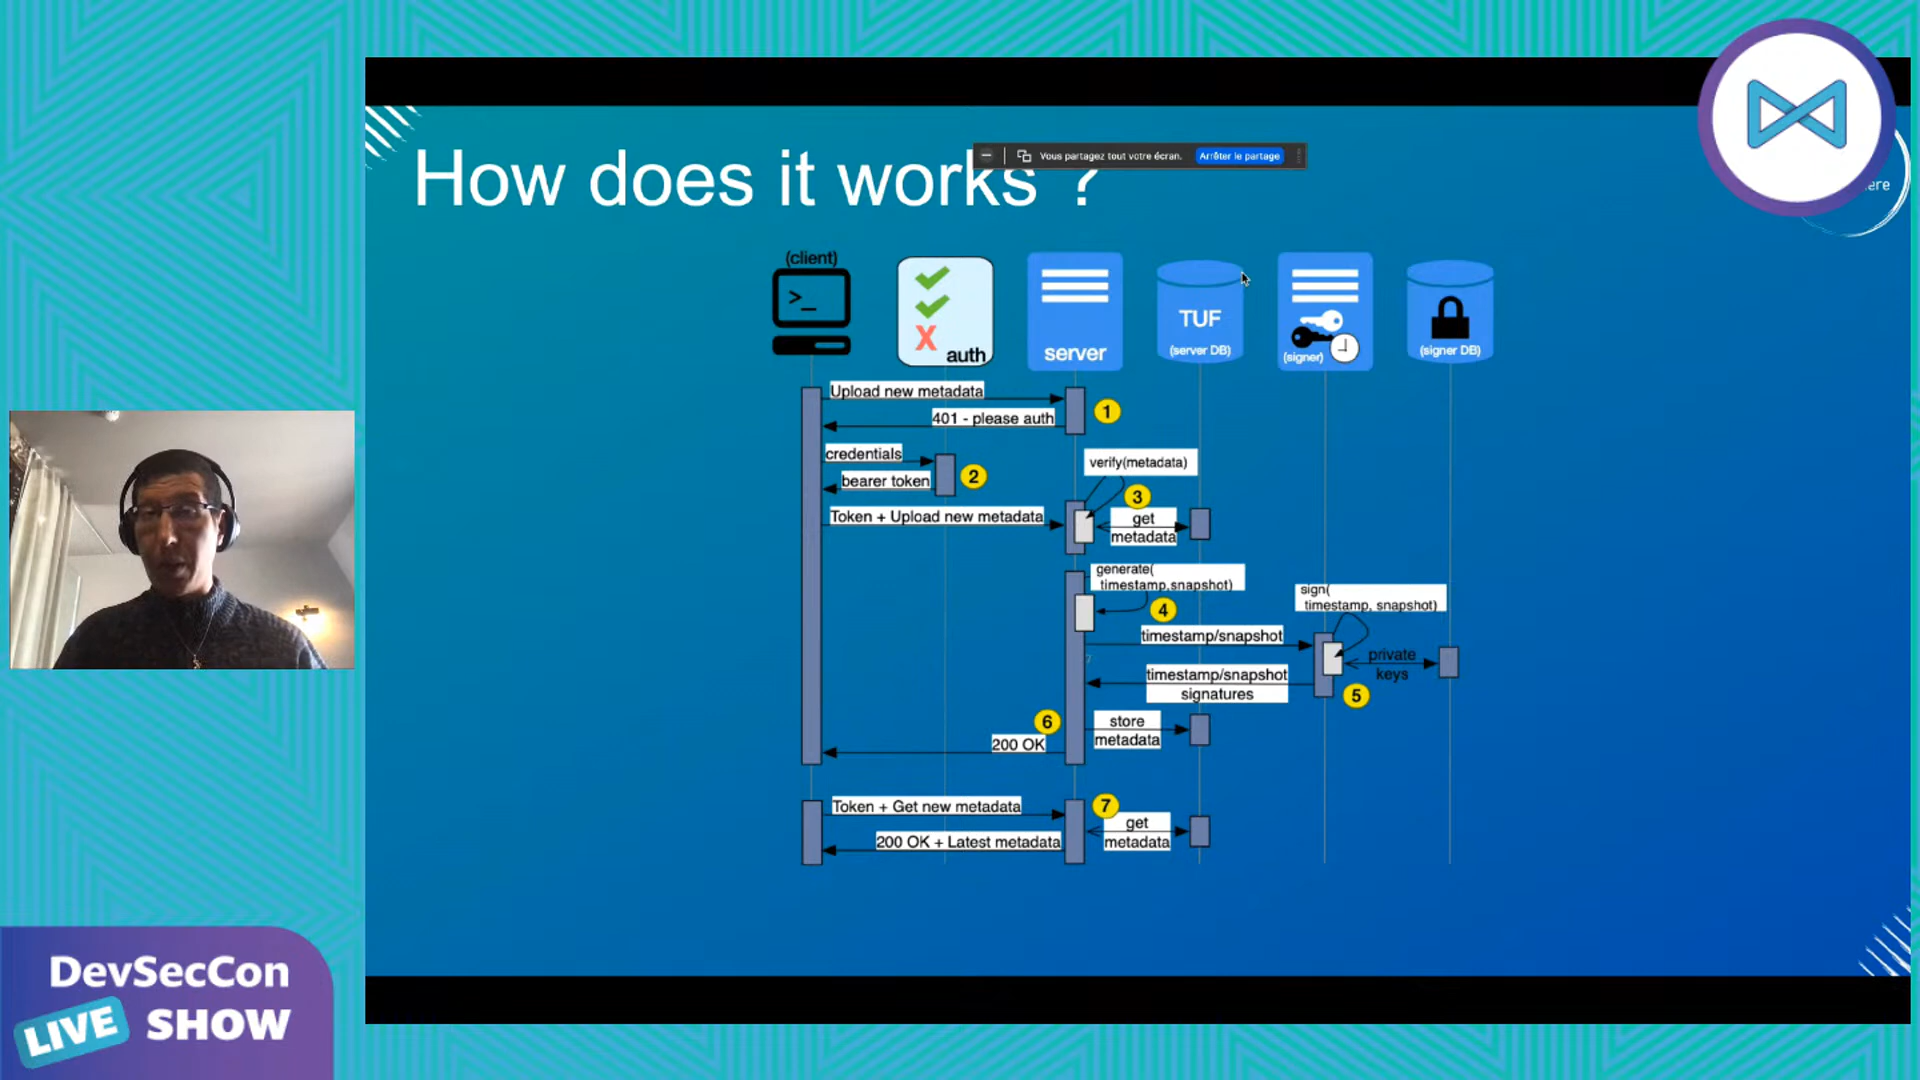 How does it works ?
Vous partagez tout votre écran.
Arrêter le partage
ere
(client)
>_
auth
server
TUF
(server DB)
(signer)
(signer DB)
Upload new metadata
1
401 - please auth
credentials
2
bearer token
verify(metadata)
3
Token + Upload new metadata
get
metadata
generate(
timestamp,snapshot)
4
sign(
timestamp, snapshot)
timestamp/snapshot
private
keys
timestamp/snapshot
signatures
5
6
store
metadata
200 OK
Token + Get new metadata
7
get
metadata
200 OK + Latest metadata
DevSecCon
LIVE SHOW